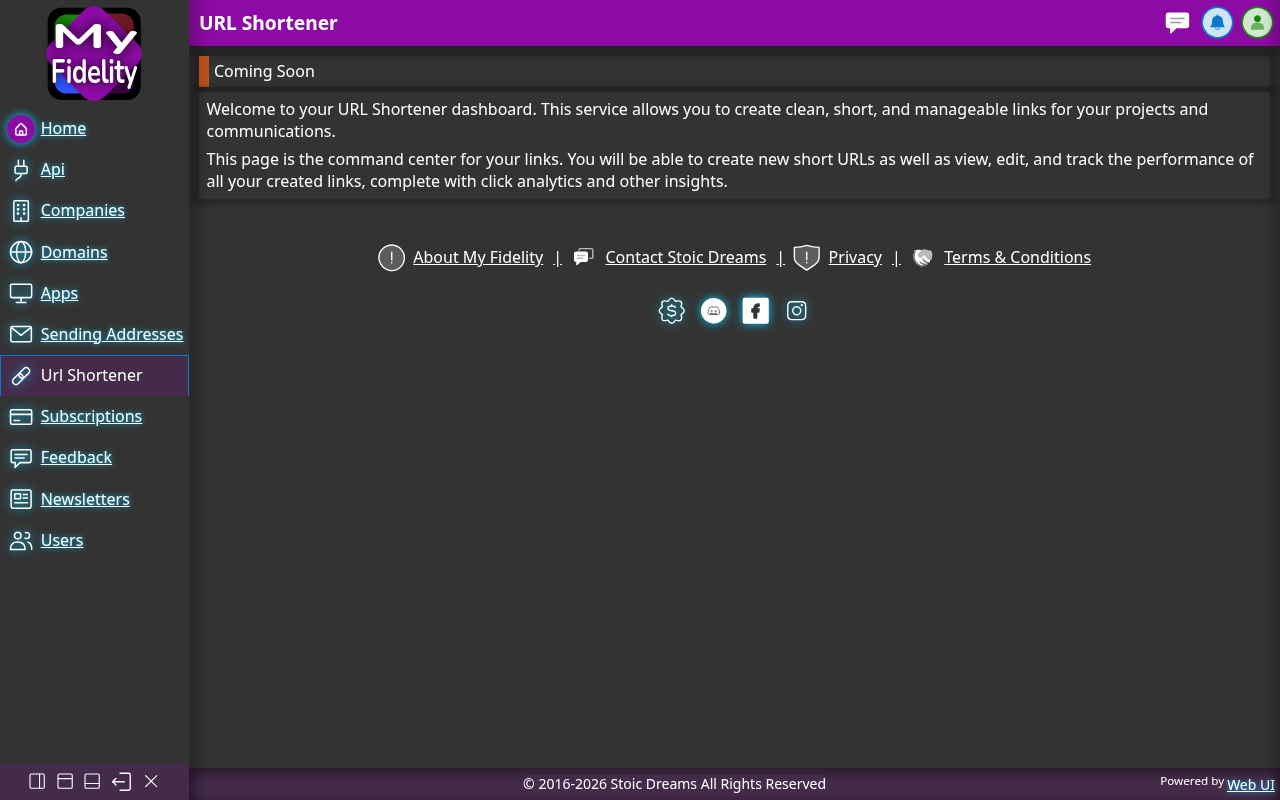 My
Fidelity
URL Shortener
Home
Api
Companies
Domains
Apps
Sending Addresses
Url Shortener
Subscriptions
Feedback
Newsletters
Users
Coming Soon
Welcome to your URL Shortener dashboard. This service allows you to create clean, short, and manageable links for your projects and
communications.
This page is the command center for your links. You will be able to create new short URLs as well as view, edit, and track the performance of
all your created links, complete with click analytics and other insights.
About My Fidelity | Contact Stoic Dreams | Privacy | Terms & Conditions
© 2016-2026 Stoic Dreams All Rights Reserved
Powered by Web UI